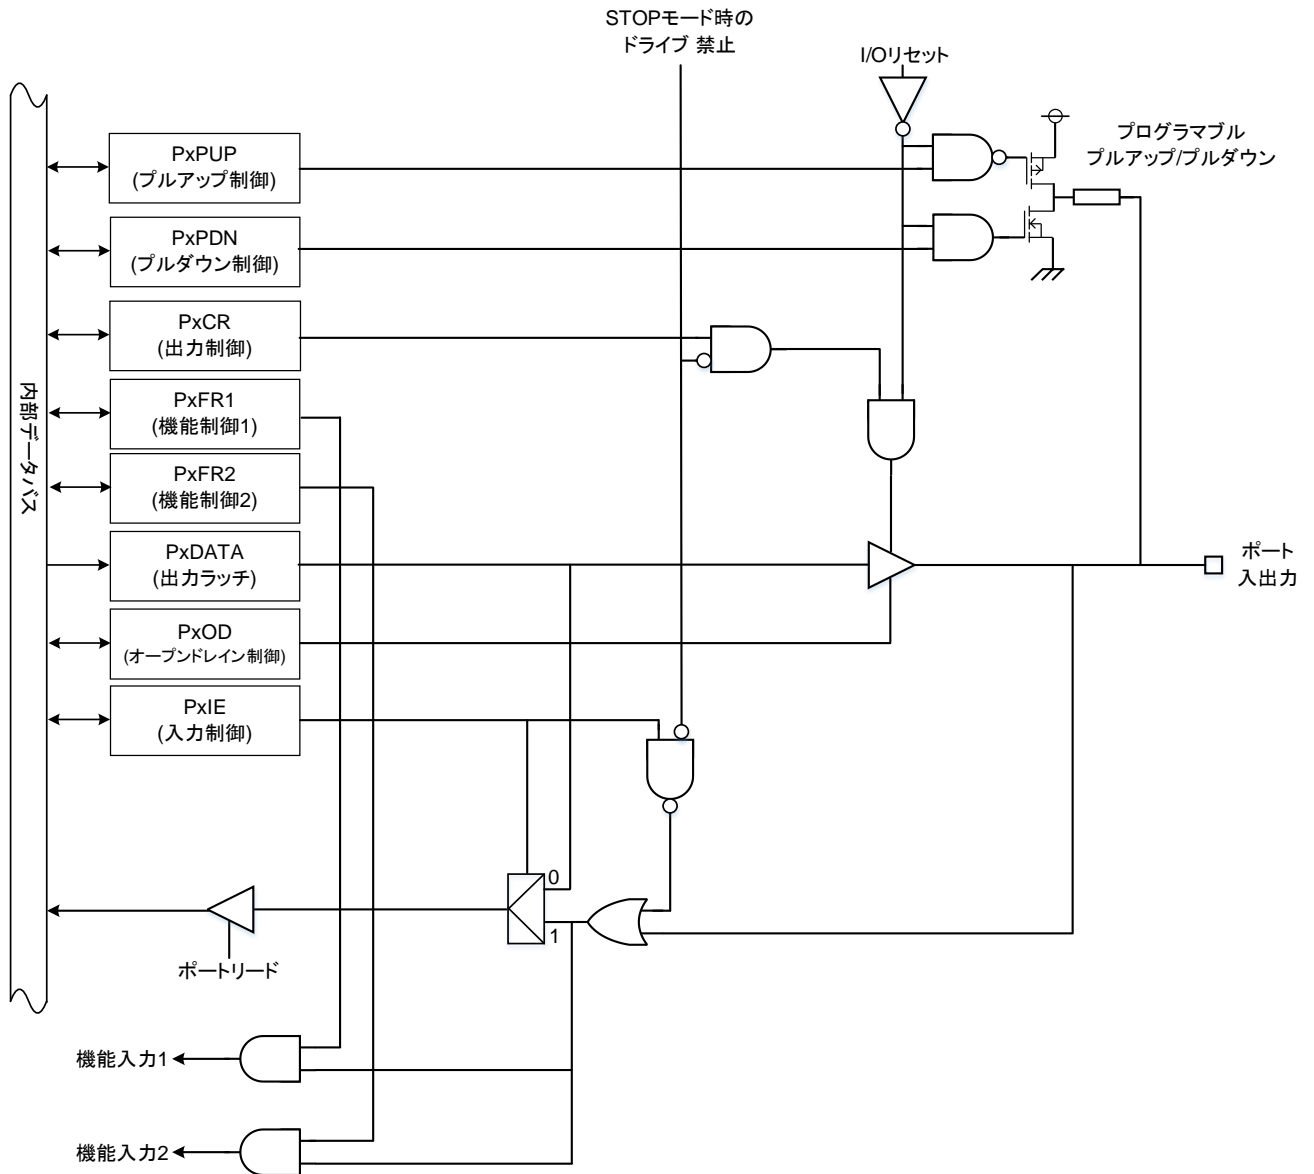 STOPモード時の
ドライブ 禁止
I/Oリセット
プログラマブル
プルアップ/プルダウン
PxPUP
(プルアップ制御)
PxPDN
(プルダウン制御)
PxCR
(出力制御)
PxFR1
(機能制御1)
PxFR2
(機能制御2)
内部データバス
PxDATA
(出力ラッチ)
ポート
入出力
PxOD
(オープンドレイン制御)
PxIE
(入力制御)
0
1
ポートリード
機能入力1
機能入力2